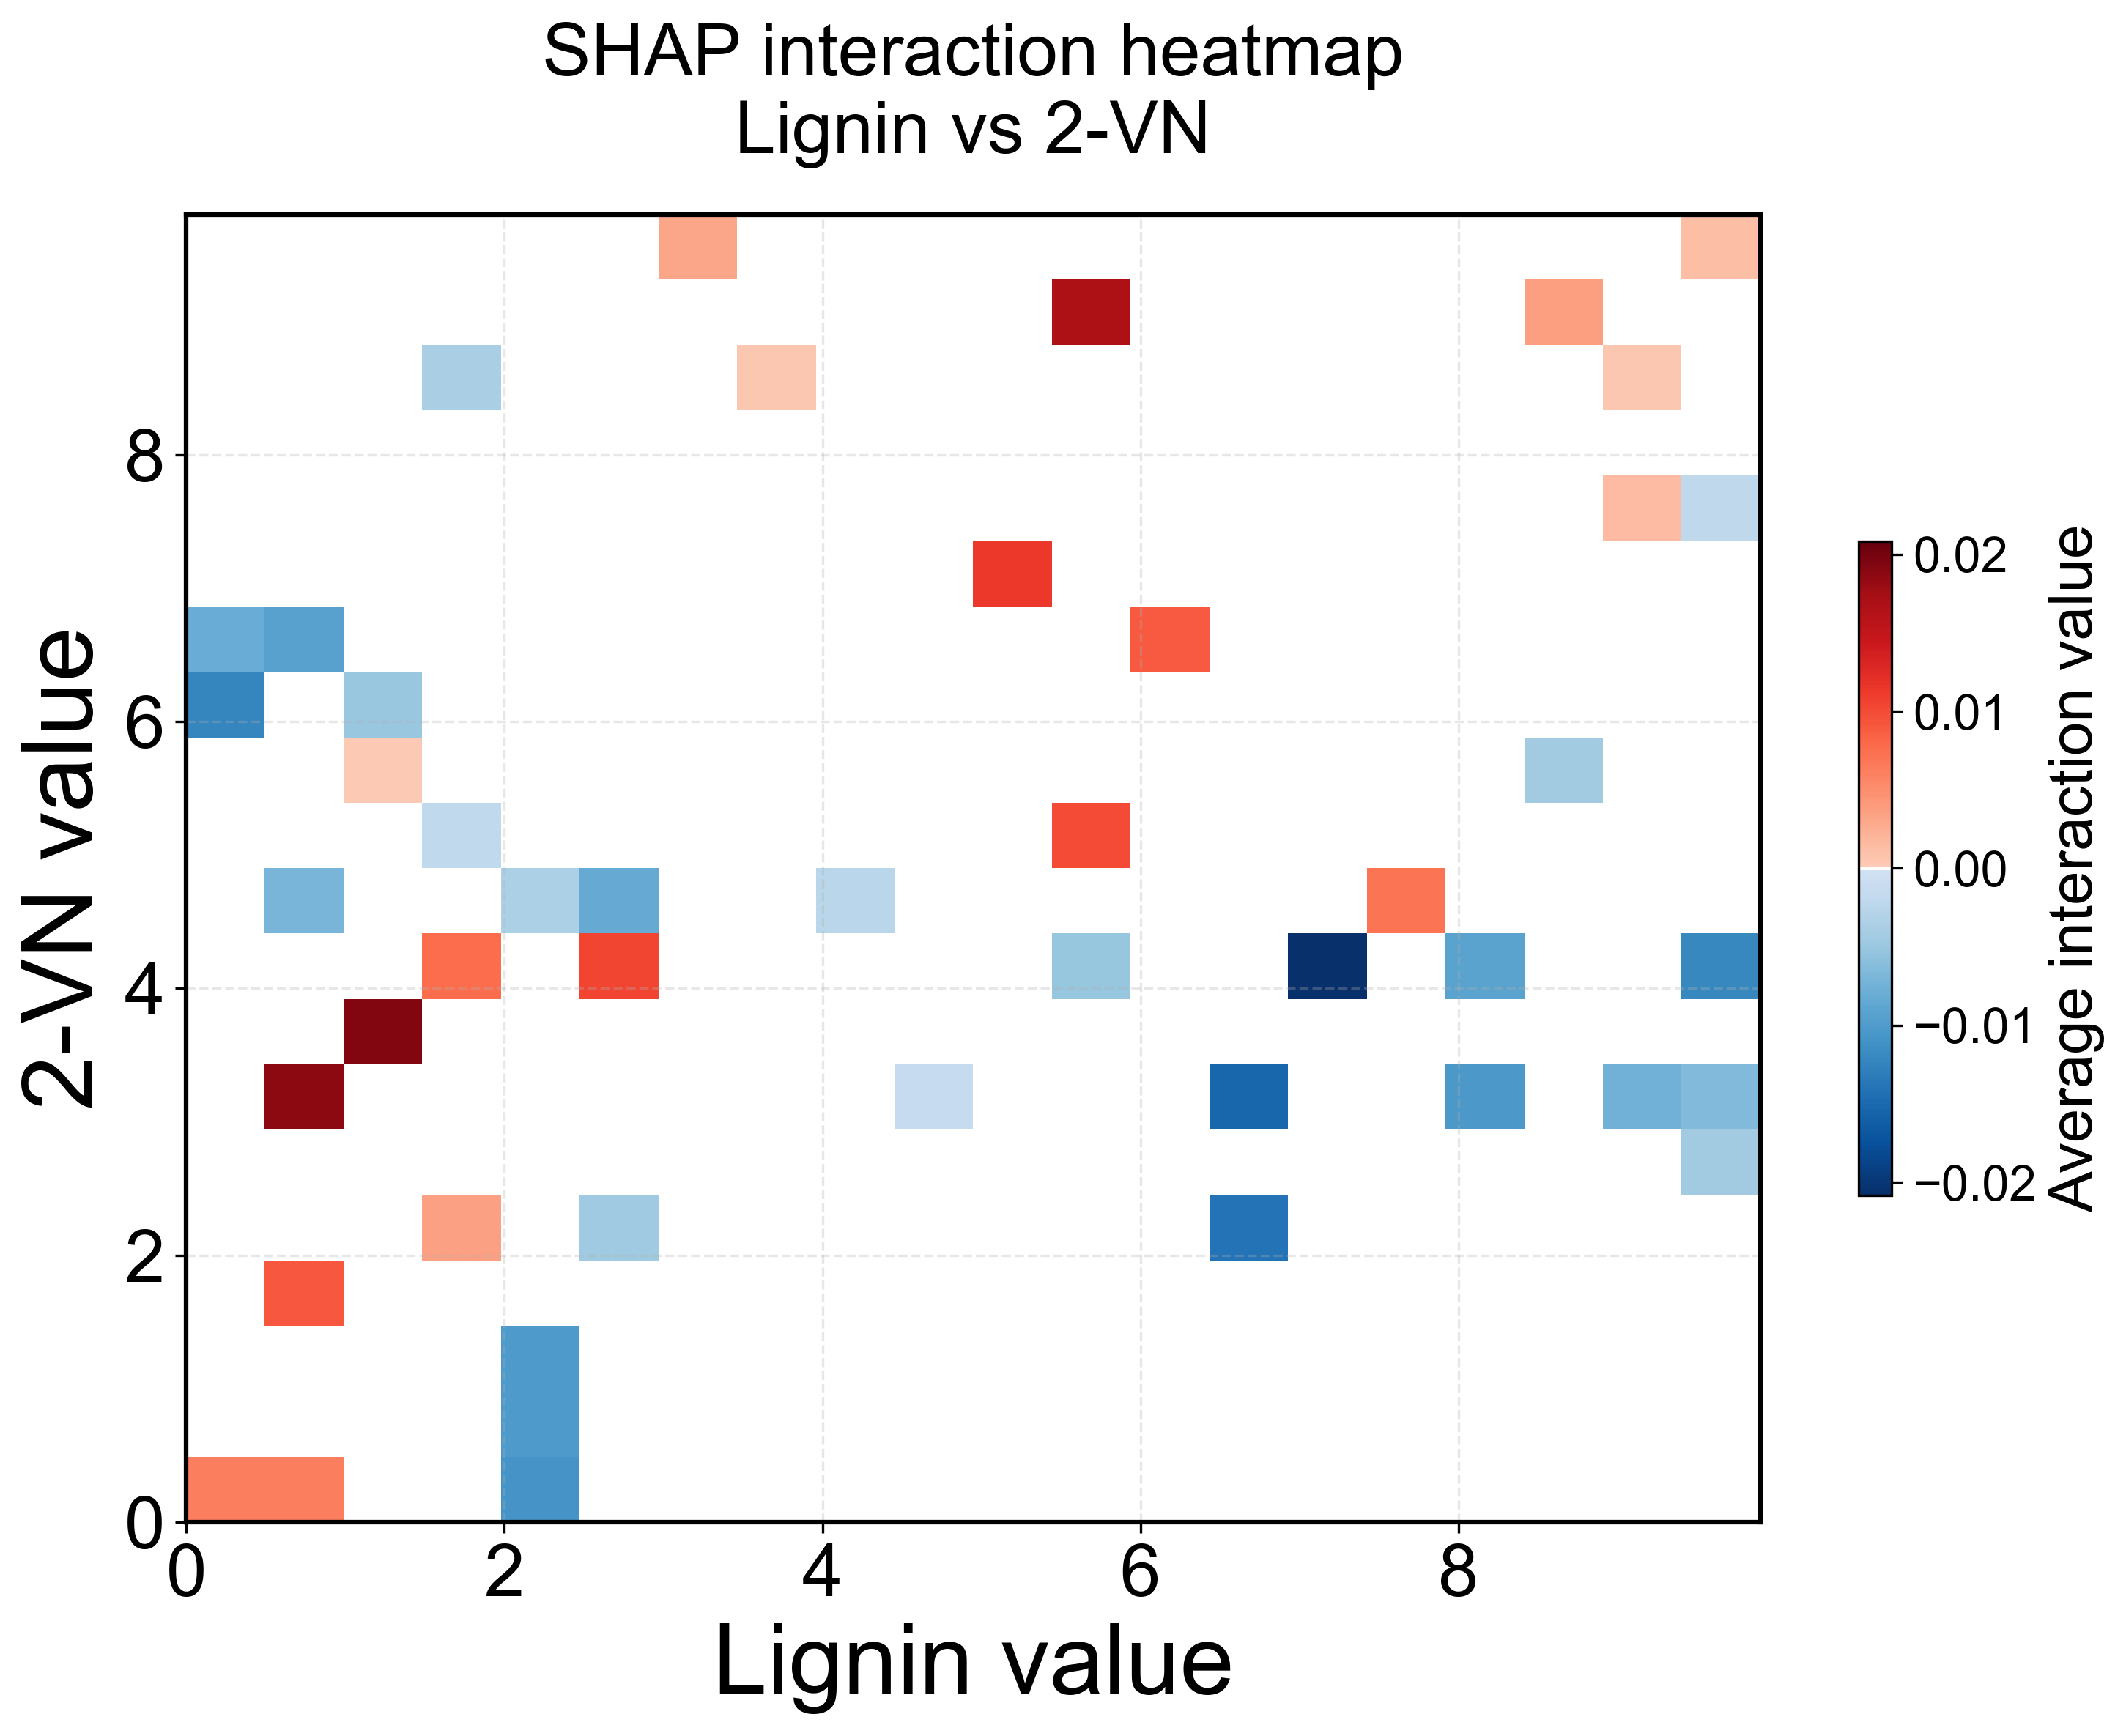 SHAP interaction heatmap
Lignin vs 2-VN
8
6
4
2
0
2-VN value
0 2 4 6 8
Lignin value
0.02
0.01
0.00
−0.01
−0.02
Average interaction value